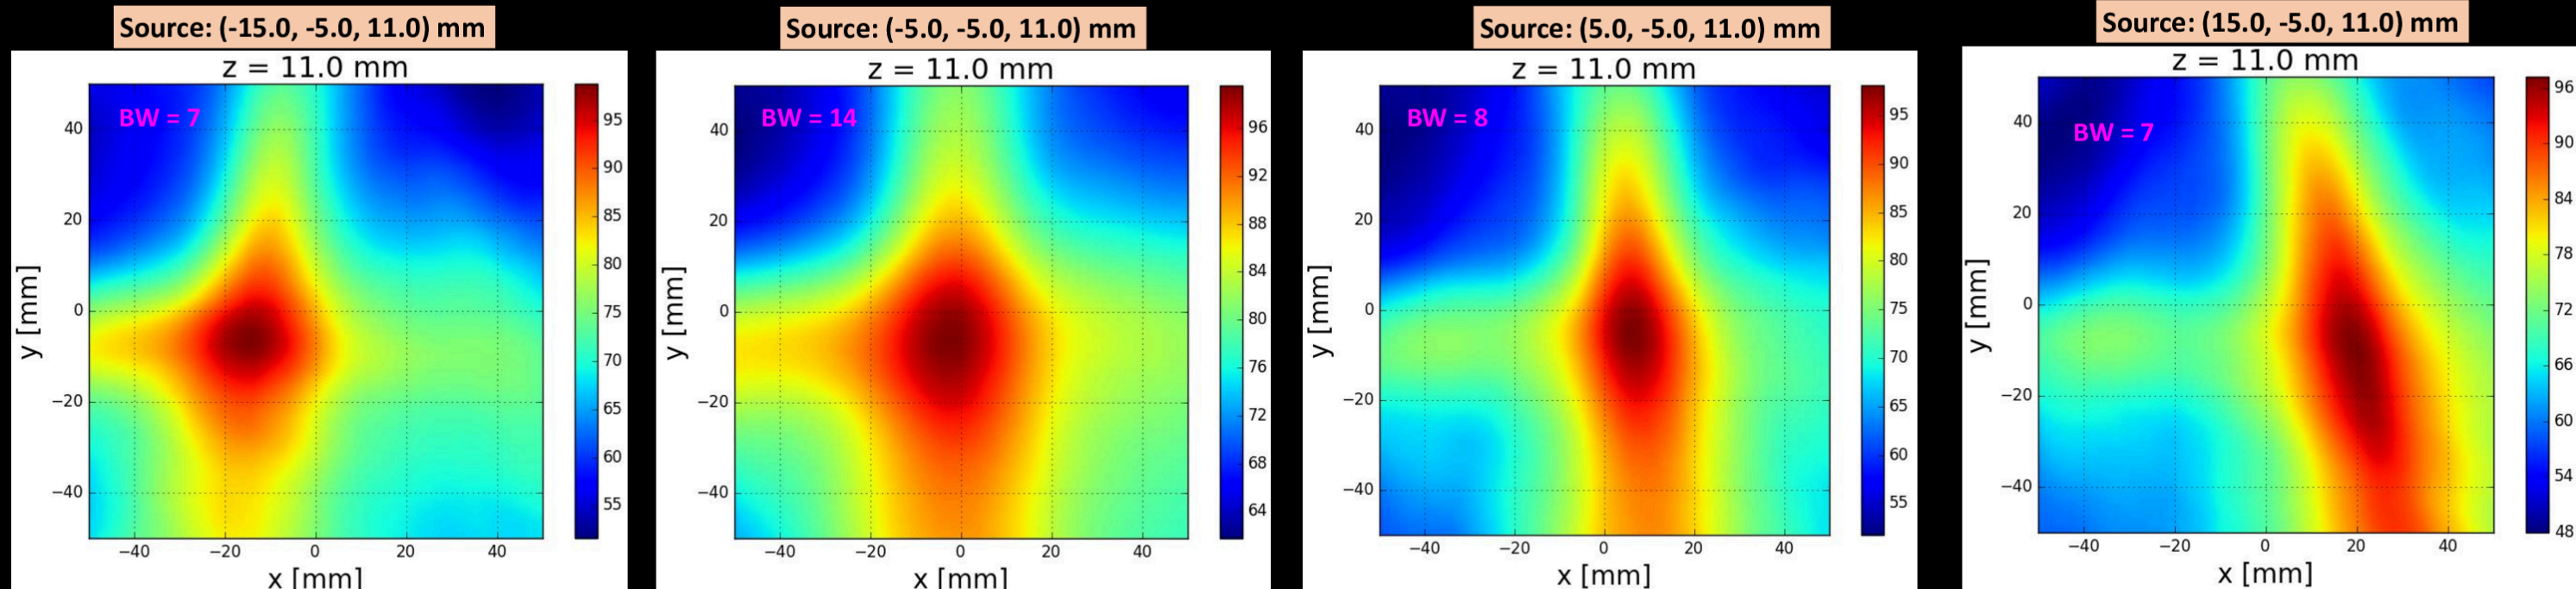 Source: (-15.0, -5.0, 11.0) mm
z = 11.0 mm
BW = 7
40
20
0
−20
−40
y [mm]
−40 −20 0 20 40
x [mm]
95
90
85
80
75
70
65
60
55
Source: (-5.0, -5.0, 11.0) mm
z = 11.0 mm
BW = 14
40
20
0
−20
−40
y [mm]
−40 −20 0 20 40
x [mm]
96
92
88
84
80
76
72
68
64
Source: (5.0, -5.0, 11.0) mm
z = 11.0 mm
BW = 8
40
20
0
−20
−40
y [mm]
−40 −20 0 20 40
x [mm]
95
90
85
80
75
70
65
60
55
Source: (15.0, -5.0, 11.0) mm
z = 11.0 mm
BW = 7
40
20
0
−20
−40
y [mm]
−40 −20 0 20 40
x [mm]
96
90
84
78
72
66
60
54
48